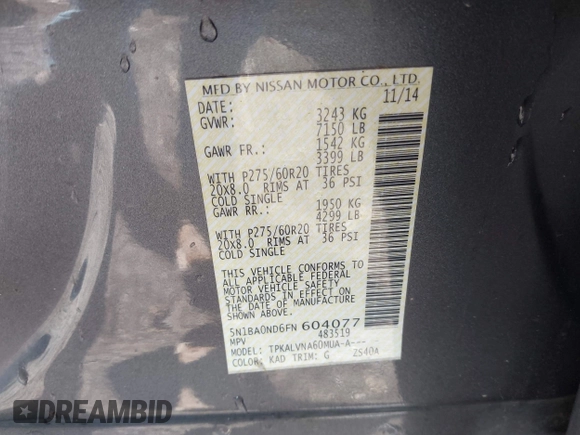 MFD BY NISSAN MOTOR CO., LTD.
DATE: 11/14
GVWR: 3243 KG
7150 LB
GAWR FR.: 1542 KG
3399 LB
WITH P275/60R20 TIRES
20X8.0 RIMS AT 36 PSI
COLD SINGLE
GAWR RR.: 1950 KG
4299 LB
WITH P275/60R20 TIRES
20X8.0 RIMS AT 36 PSI
COLD SINGLE
THIS VEHICLE CONFORMS TO
ALL APPLICABLE FEDERAL
MOTOR VEHICLE SAFETY
STANDARDS IN EFFECT ON
THE DATE OF MANUFACTURE
SHOWN ABOVE.
5N1BA0ND6FN 604077
MPV 483519
MODEL: TPKALVNA60MUA-A---
COLOR: KAD TRIM: G ZS40A
DREAMBID